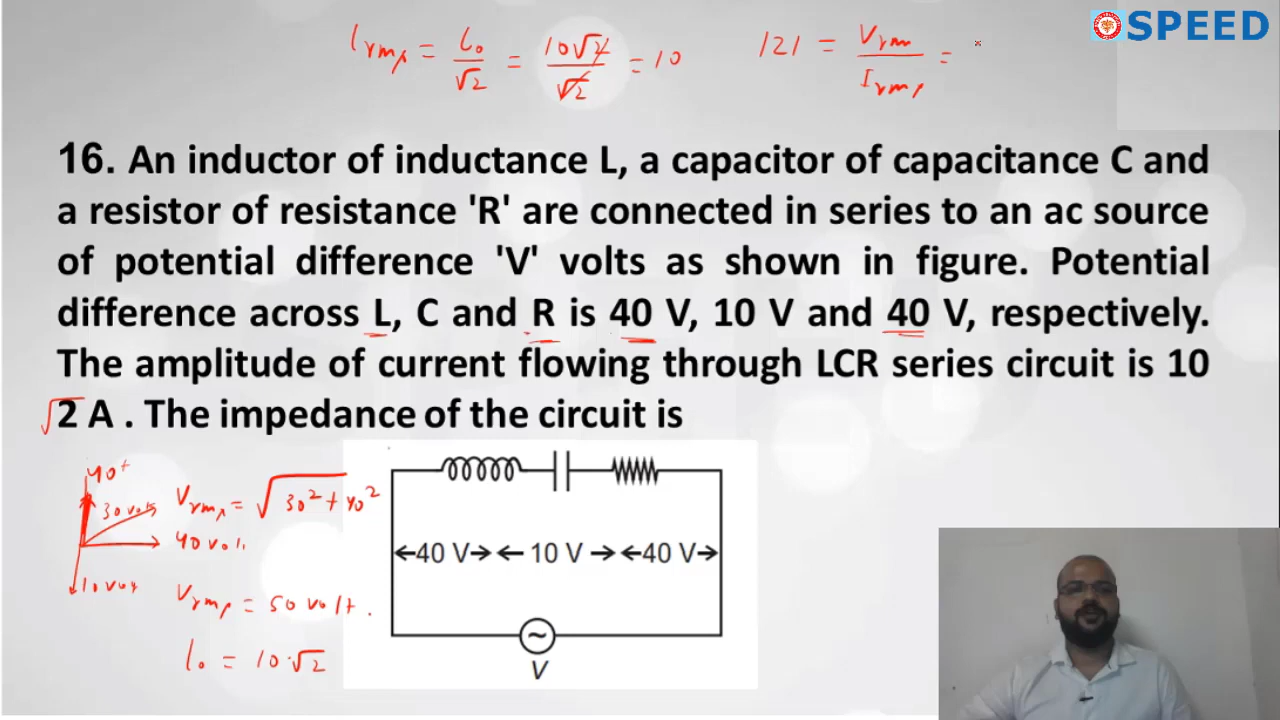 SPEED
I rms = I₀/√2 = 10√2/√2 = 10
|Z| = Vrms/Irms =
16. An inductor of inductance L, a capacitor of capacitance C and
a resistor of resistance 'R' are connected in series to an ac source
of potential difference 'V' volts as shown in figure. Potential
difference across L, C and R is 40 V, 10 V and 40 V, respectively.
The amplitude of current flowing through LCR series circuit is 10
√2 A . The impedance of the circuit is
30 volt
Vrms = √30² + 40²
40 volt
10 volt
Vrms = 50 volt.
I₀ = 10√2
40 V 10 V 40 V
~
V